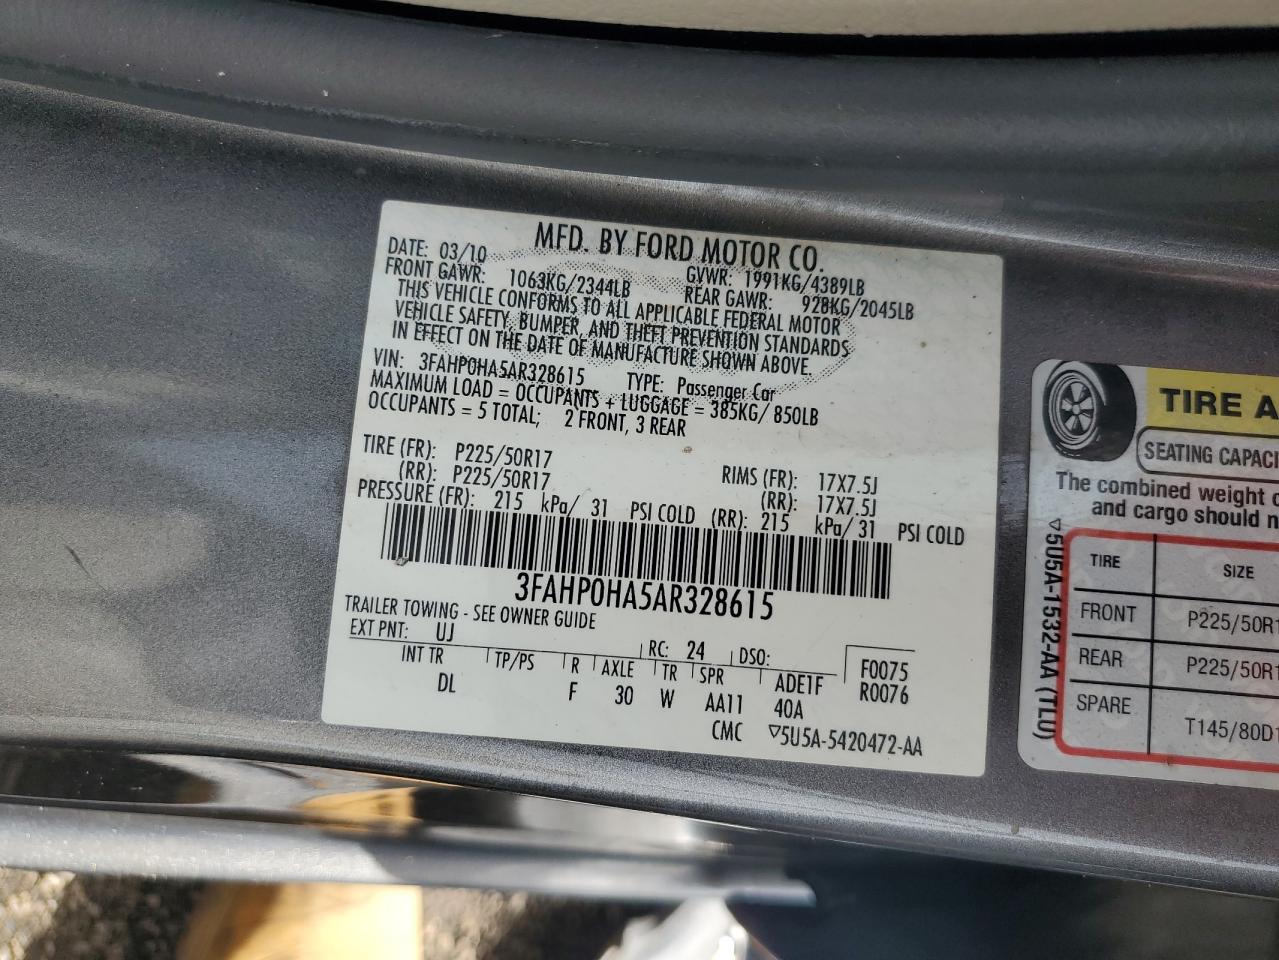 MFD. BY FORD MOTOR CO.
DATE: 03/10 GVWR: 1991KG/4389LB
FRONT GAWR: 1063KG/2344LB REAR GAWR: 928KG/2045LB
THIS VEHICLE CONFORMS TO ALL APPLICABLE FEDERAL MOTOR
VEHICLE SAFETY, BUMPER, AND THEFT PREVENTION STANDARDS
IN EFFECT ON THE DATE OF MANUFACTURE SHOWN ABOVE.
VIN: 3FAHP0HA5AR328615 TYPE: Passenger Car
MAXIMUM LOAD = OCCUPANTS + LUGGAGE = 385KG/ 850LB
OCCUPANTS = 5 TOTAL; 2 FRONT, 3 REAR
TIRE (FR): P225/50R17 RIMS (FR): 17X7.5J
(RR): P225/50R17 (RR): 17X7.5J
PRESSURE (FR): 215 kPa/ 31 PSI COLD (RR): 215 kPa/ 31 PSI COLD
3FAHP0HA5AR328615
TRAILER TOWING - SEE OWNER GUIDE
EXT PNT: UJ RC: 24 DSO: F0075
INT TR TP/PS R AXLE TR SPR R0076
DL F 30 W AA11 ADE1F
40A
CMC ▽5U5A-5420472-AA
TIRE A
SEATING CAPACI
The combined weight
and cargo should n
TIRE SIZE
FRONT P225/50R1
REAR P225/50R1
SPARE T145/80D1
▽5U5A-1532-AA (TL0)